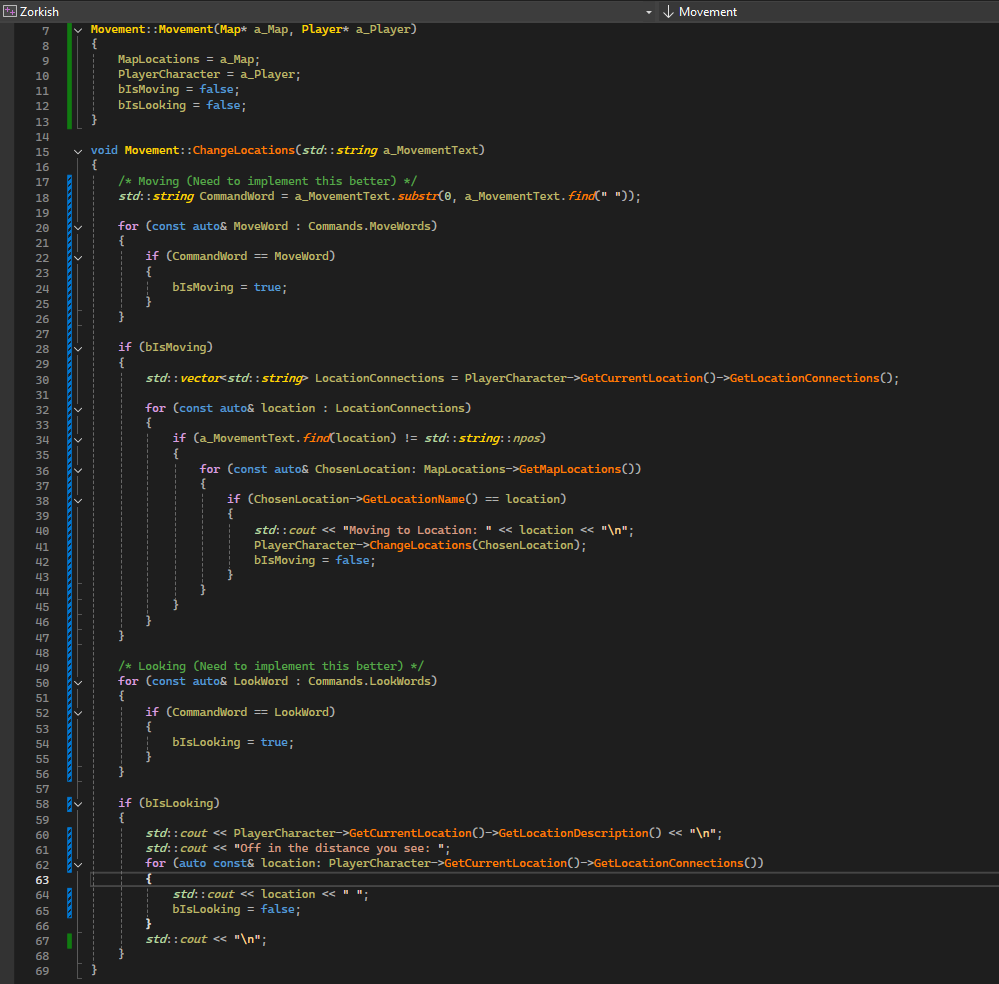 Zorkish Movement
7 Movement::Movement(Map* a_Map, Player* a_Player)
8 {
9 MapLocations = a_Map;
10 PlayerCharacter = a_Player;
11 bIsMoving = false;
12 bIsLooking = false;
13 }
14
15 void Movement::ChangeLocations(std::string a_MovementText)
16 {
17 /* Moving (Need to implement this better) */
18 std::string CommandWord = a_MovementText.substr(0, a_MovementText.find(" "));
19
20 for (const auto& MoveWord : Commands.MoveWords)
21 {
22 if (CommandWord == MoveWord)
23 {
24 bIsMoving = true;
25 }
26 }
27
28 if (bIsMoving)
29 {
30 std::vector<std::string> LocationConnections = PlayerCharacter->GetCurrentLocation()->GetLocationConnections();
31
32 for (const auto& location : LocationConnections)
33 {
34 if (a_MovementText.find(location) != std::string::npos)
35 {
36 for (const auto& ChosenLocation: MapLocations->GetMapLocations())
37 {
38 if (ChosenLocation->GetLocationName() == location)
39 {
40 std::cout << "Moving to Location: " << location << "\n";
41 PlayerCharacter->ChangeLocations(ChosenLocation);
42 bIsMoving = false;
43 }
44 }
45 }
46 }
47 }
48
49 /* Looking (Need to implement this better) */
50 for (const auto& LookWord : Commands.LookWords)
51 {
52 if (CommandWord == LookWord)
53 {
54 bIsLooking = true;
55 }
56 }
57
58 if (bIsLooking)
59 {
60 std::cout << PlayerCharacter->GetCurrentLocation()->GetLocationDescription() << "\n";
61 std::cout << "Off in the distance you see: ";
62 for (auto const& location: PlayerCharacter->GetCurrentLocation()->GetLocationConnections())
63 {
64 std::cout << location << " ";
65 bIsLooking = false;
66 }
67 std::cout << "\n";
68 }
69 }